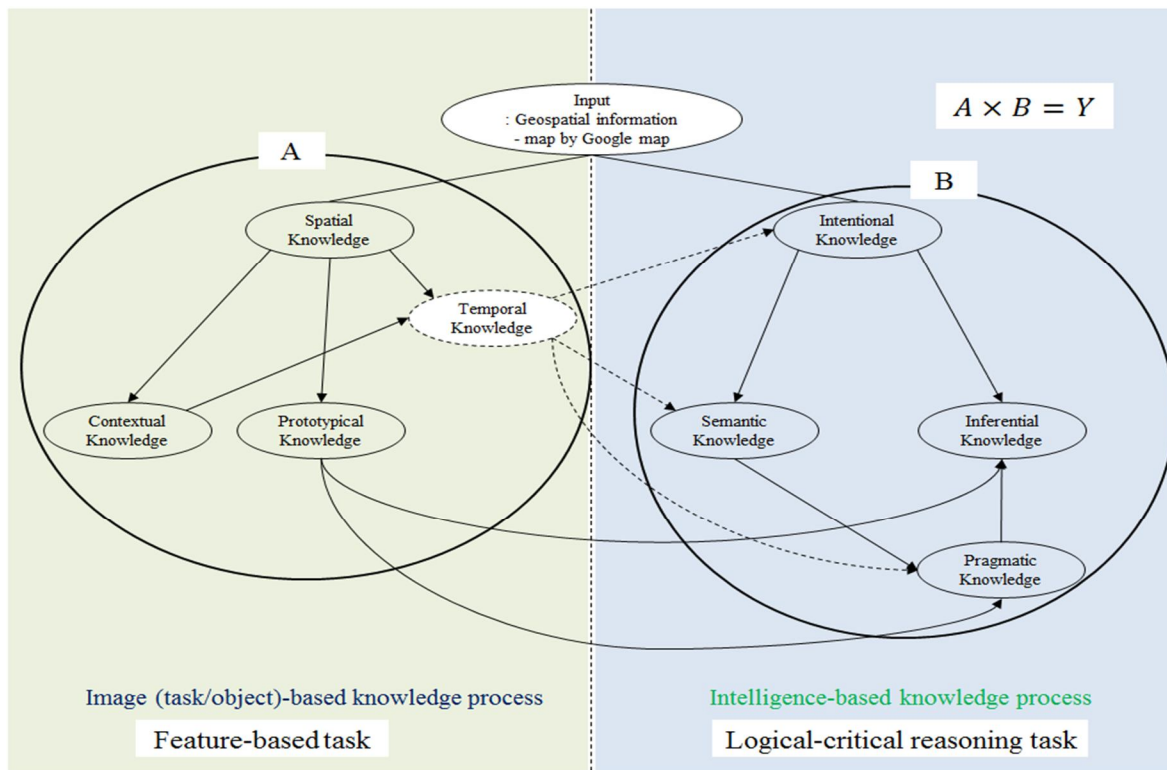 Input
: Geospatial information
- map by Google map
A × B = Y
A
B
Spatial
Knowledge
Intentional
Knowledge
Temporal
Knowledge
Contextual
Knowledge
Prototypical
Knowledge
Semantic
Knowledge
Inferential
Knowledge
Pragmatic
Knowledge
Image (task/object)-based knowledge process
Intelligence-based knowledge process
Feature-based task
Logical-critical reasoning task